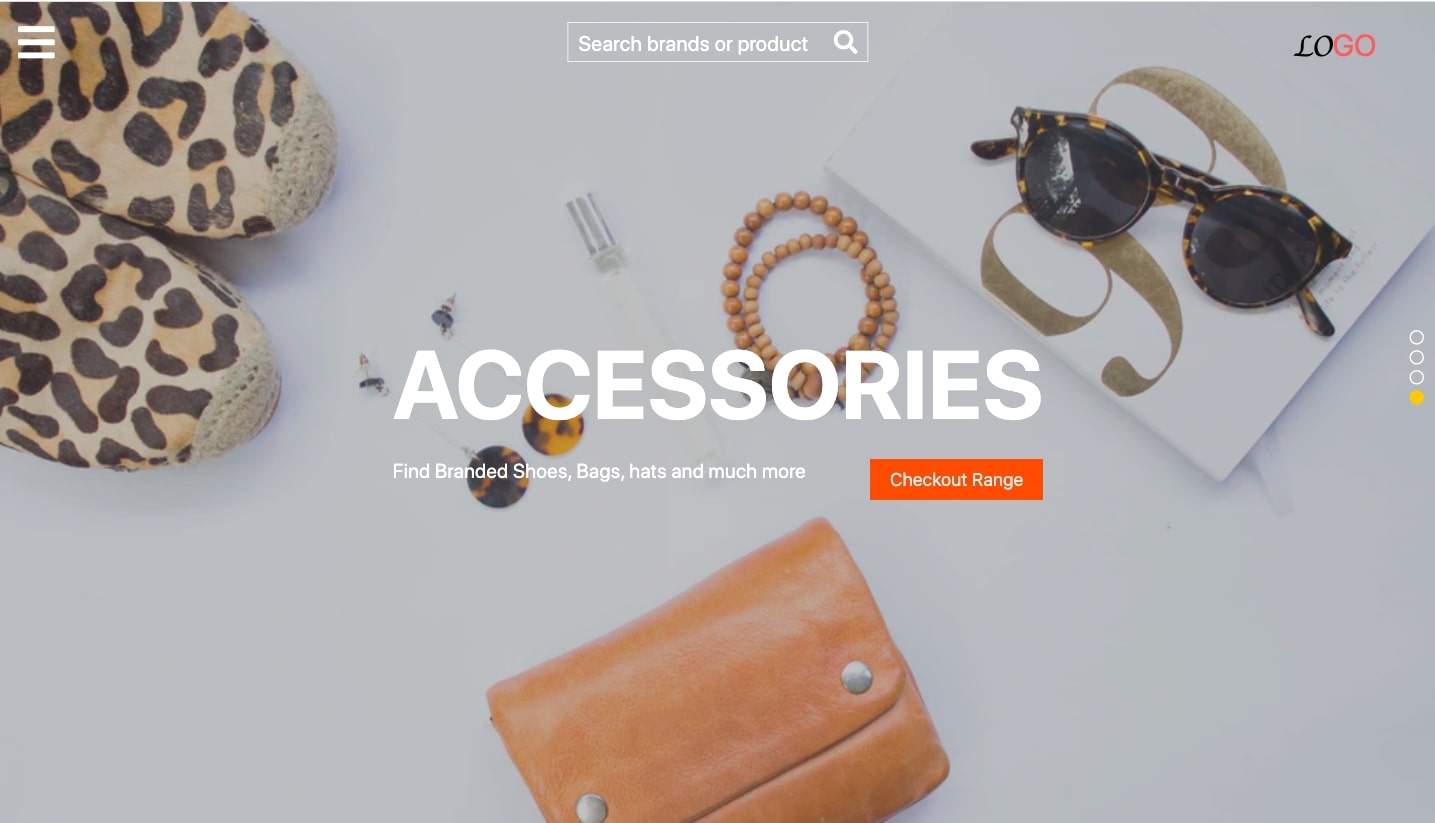 Search brands or product
LOGO
ACCESSORIES
Find Branded Shoes, Bags, hats and much more
Checkout Range